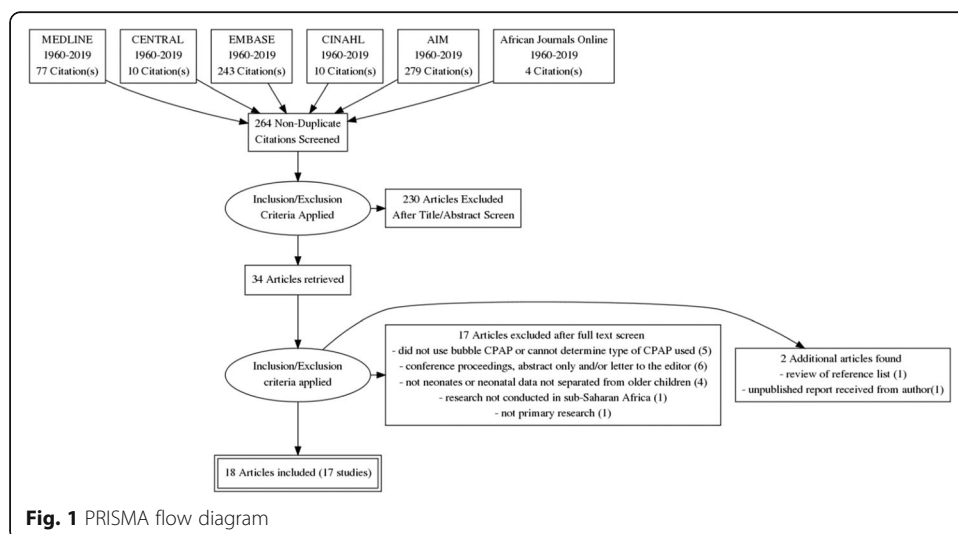 MEDLINE
1960-2019
77 Citation(s)
CENTRAL
1960-2019
10 Citation(s)
EMBASE
1960-2019
243 Citation(s)
CINAHL
1960-2019
10 Citation(s)
AIM
1960-2019
279 Citation(s)
African Journals Online
1960-2019
4 Citation(s)
264 Non-Duplicate
Citations Screened
Inclusion/Exclusion
Criteria Applied
230 Articles Excluded
After Title/Abstract Screen
34 Articles retrieved
Inclusion/Exclusion
criteria applied
17 Articles excluded after full text screen
- did not use bubble CPAP or cannot determine type of CPAP used (5)
- conference proceedings, abstract only and/or letter to the editor (6)
- not neonates or neonatal data not separated from older children (4)
- research not conducted in sub-Saharan Africa (1)
- not primary research (1)
2 Additional articles found
- review of reference list (1)
- unpublished report received from author(1)
18 Articles included (17 studies)
Fig. 1 PRISMA flow diagram